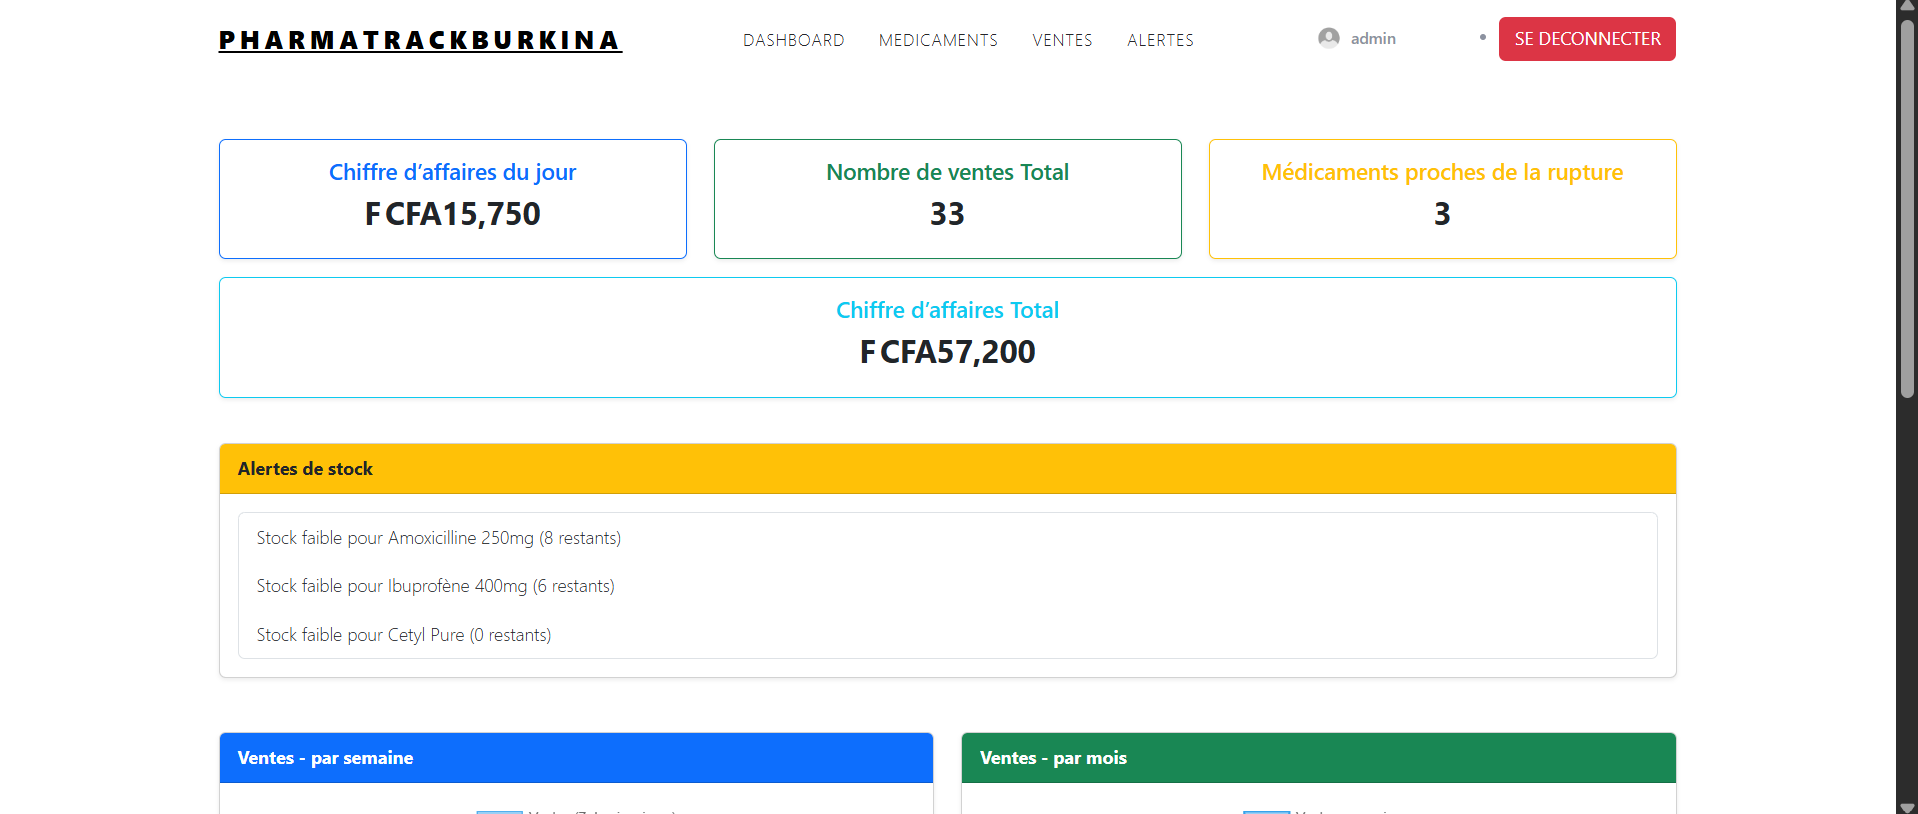 PHARMATRACKBURKINA
DASHBOARD MEDICAMENTS VENTES ALERTES
admin
SE DECONNECTER
Chiffre d'affaires du jour
F CFA15,750
Nombre de ventes Total
33
Médicaments proches de la rupture
3
Chiffre d'affaires Total
F CFA57,200
Alertes de stock
Stock faible pour Amoxicilline 250mg (8 restants)
Stock faible pour Ibuprofène 400mg (6 restants)
Stock faible pour Cetyl Pure (0 restants)
Ventes - par semaine
Ventes - par mois